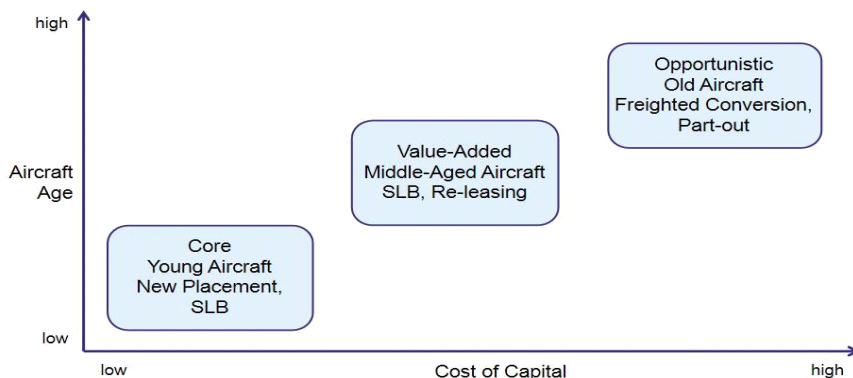 high
Opportunistic
Old Aircraft
Freighted Conversion,
Part-out
Value-Added
Middle-Aged Aircraft
SLB, Re-leasing
Aircraft
Age
Core
Young Aircraft
New Placement,
SLB
low
low
Cost of Capital
high